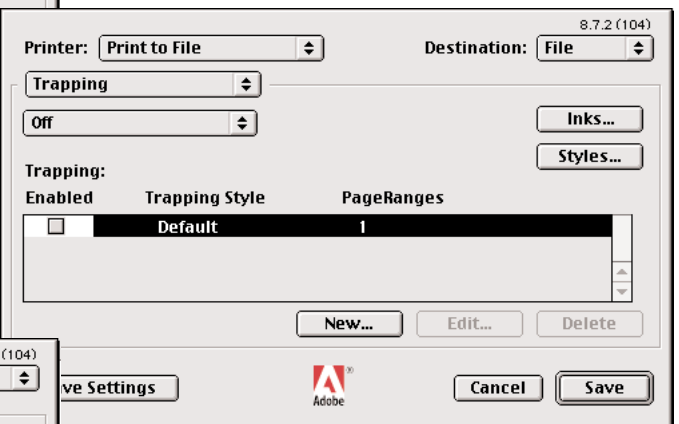 8.7.2 (104)
Printer: Print to File Destination: File
Trapping
Off Inks...
Styles...
Trapping:
Enabled Trapping Style PageRanges
Default 1
New... Edit... Delete
(104)
ve Settings Adobe® Cancel Save